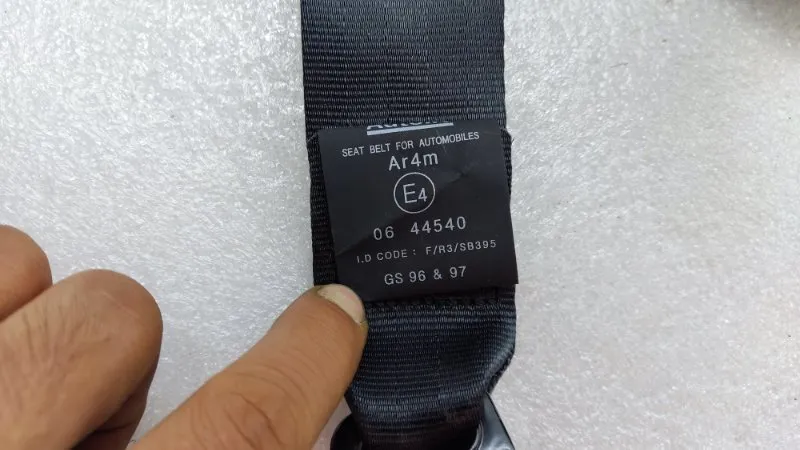 SEAT BELT FOR AUTOMOBILES
Ar4m
E4
06 44540
I.D CODE : F/R3/SB395
GS 96 & 97